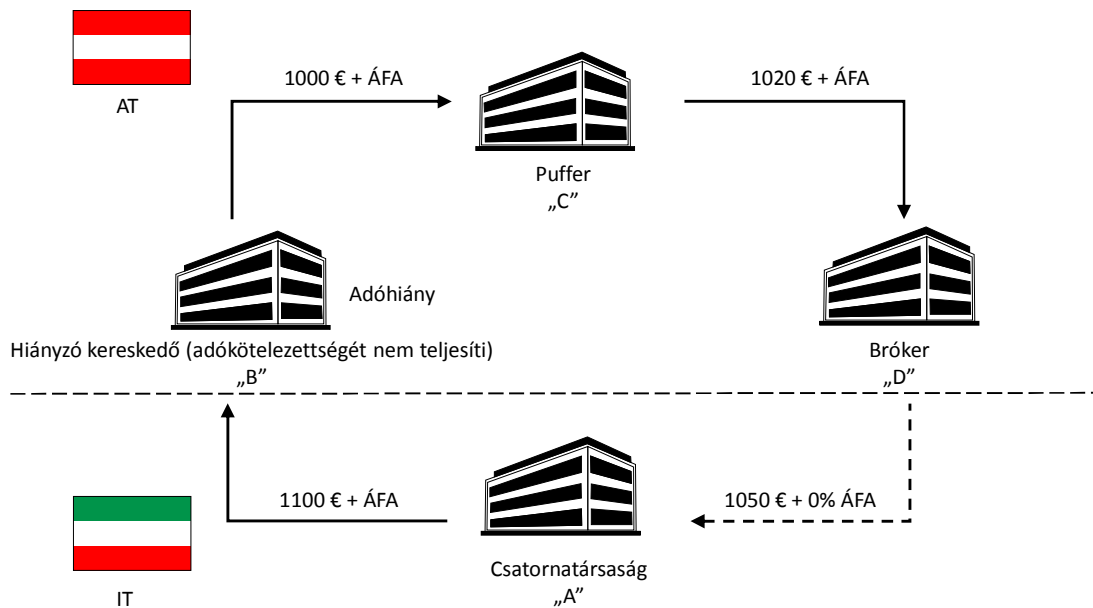 AT
1000 € + ÁFA
1020 € + ÁFA
Puffer
„C”
Adóhiány
Hiányzó kereskedő (adókötelezettségét nem teljesíti)
„B”
Bróker
„D”
1100 € + ÁFA
1050 € + 0% ÁFA
Csatornatársaság
„A”
IT